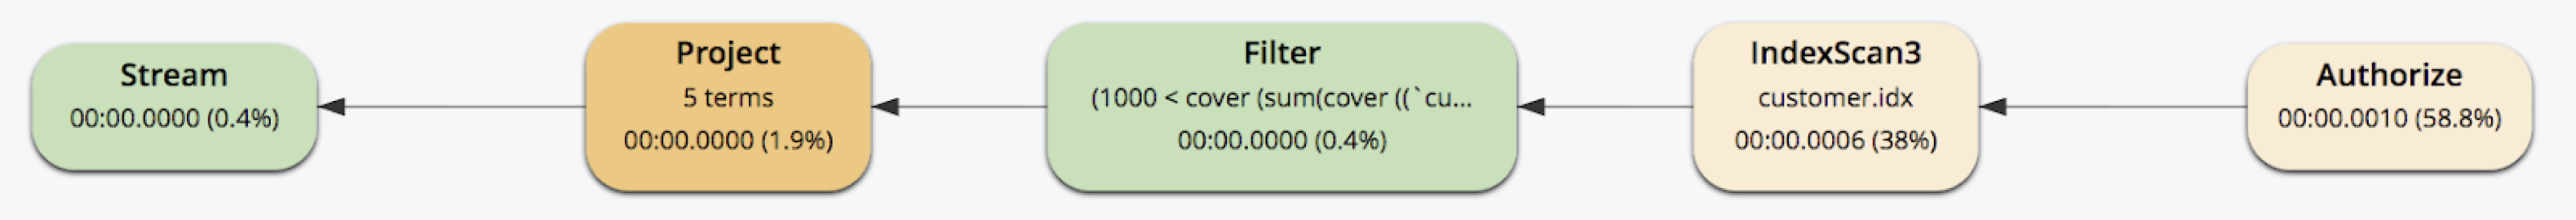 Stream
00:00.0000 (0.4%)
Project
5 terms
00:00.0000 (1.9%)
Filter
(1000 < cover (sum(cover ((`cu...
00:00.0000 (0.4%)
IndexScan3
customer.idx
00:00.0006 (38%)
Authorize
00:00.0010 (58.8%)